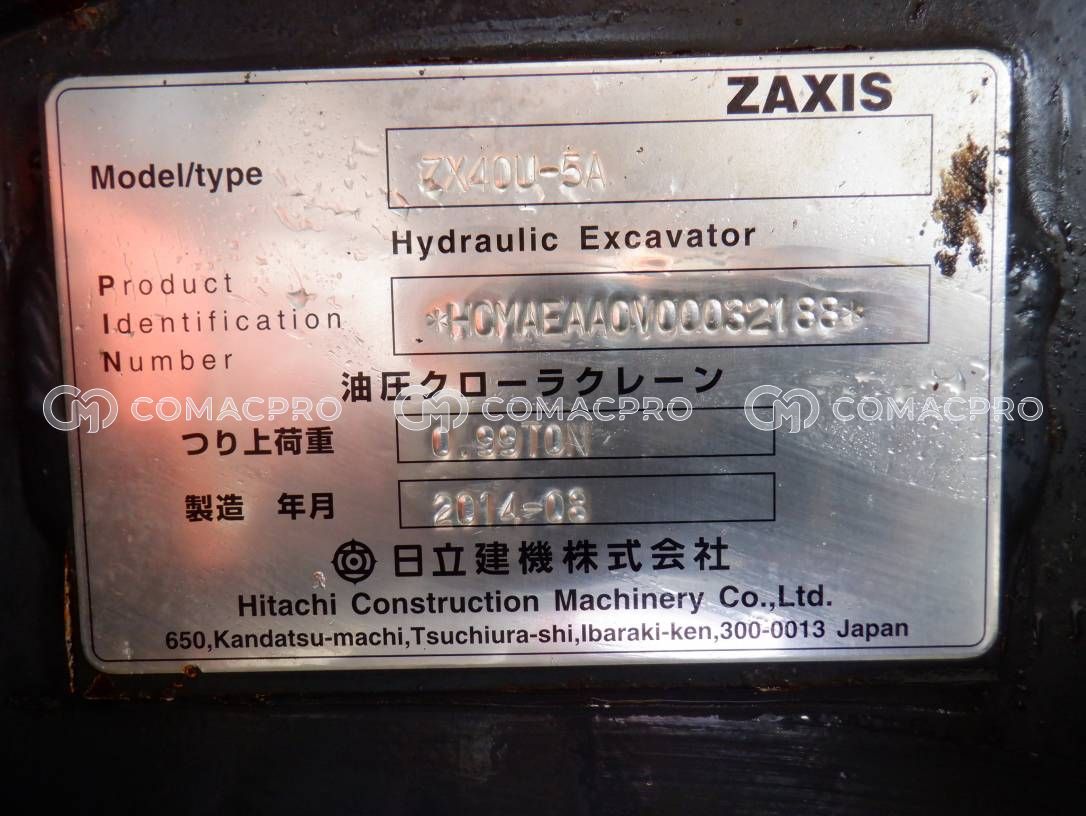 ZAXIS
Model/type ZX40U-5A
Hydraulic Excavator
Product
Identification *HCMAEAA0V00032188*
Number
油圧クローラクレーン
COMACPRO COMACPRO COMACPRO
つり上荷重 0.99TON
製造 年月 2014-08
日立建機株式会社
Hitachi Construction Machinery Co.,Ltd.
650,Kandatsu-machi,Tsuchiura-shi,Ibaraki-ken,300-0013 Japan